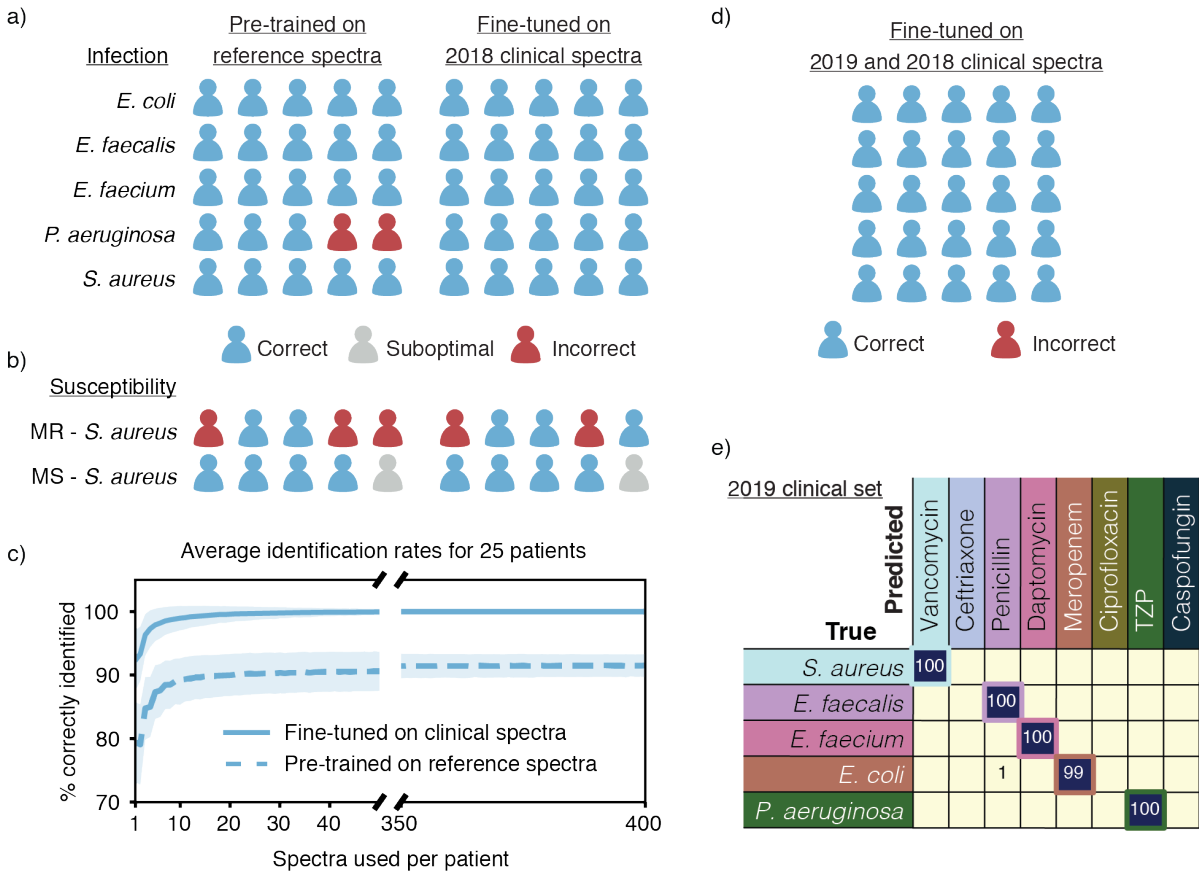 a)
Pre-trained on
reference spectra
Fine-tuned on
2018 clinical spectra
Infection
E. coli
E. faecalis
E. faecium
P. aeruginosa
S. aureus
Correct
Suboptimal
Incorrect
b)
Susceptibility
MR - S. aureus
MS - S. aureus
c)
Average identification rates for 25 patients
% correctly identified
100
90
80
70
Fine-tuned on clinical spectra
Pre-trained on reference spectra
1 10 20 30 40 350 400
Spectra used per patient
d)
Fine-tuned on
2019 and 2018 clinical spectra
Correct
Incorrect
e)
2019 clinical set
Predicted
True
Vancomycin
Ceftriaxone
Penicillin
Daptomycin
Meropenem
Ciprofloxacin
TZP
Caspofungin
S. aureus 100
E. faecalis 100
E. faecium 100
E. coli 1 99
P. aeruginosa 100